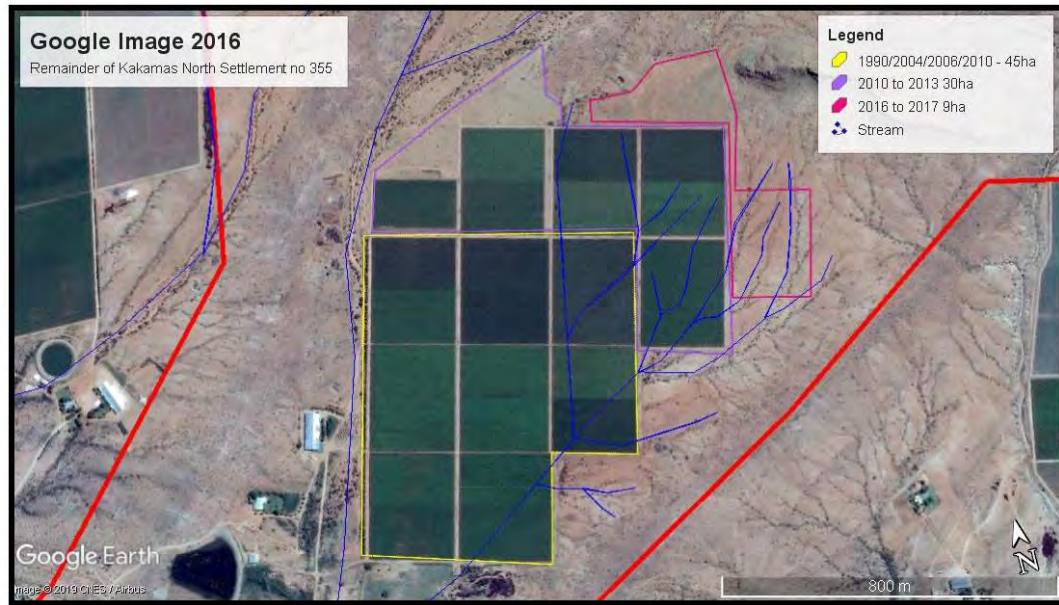 Google Image 2016
Remainder of Kakamas North Settlement no 355
Legend
1990/2004/2006/2010 - 45ha
2010 to 2013 30ha
2016 to 2017 9ha
Stream
Google Earth
Image © 2019 CNES / Airbus
800 m
N